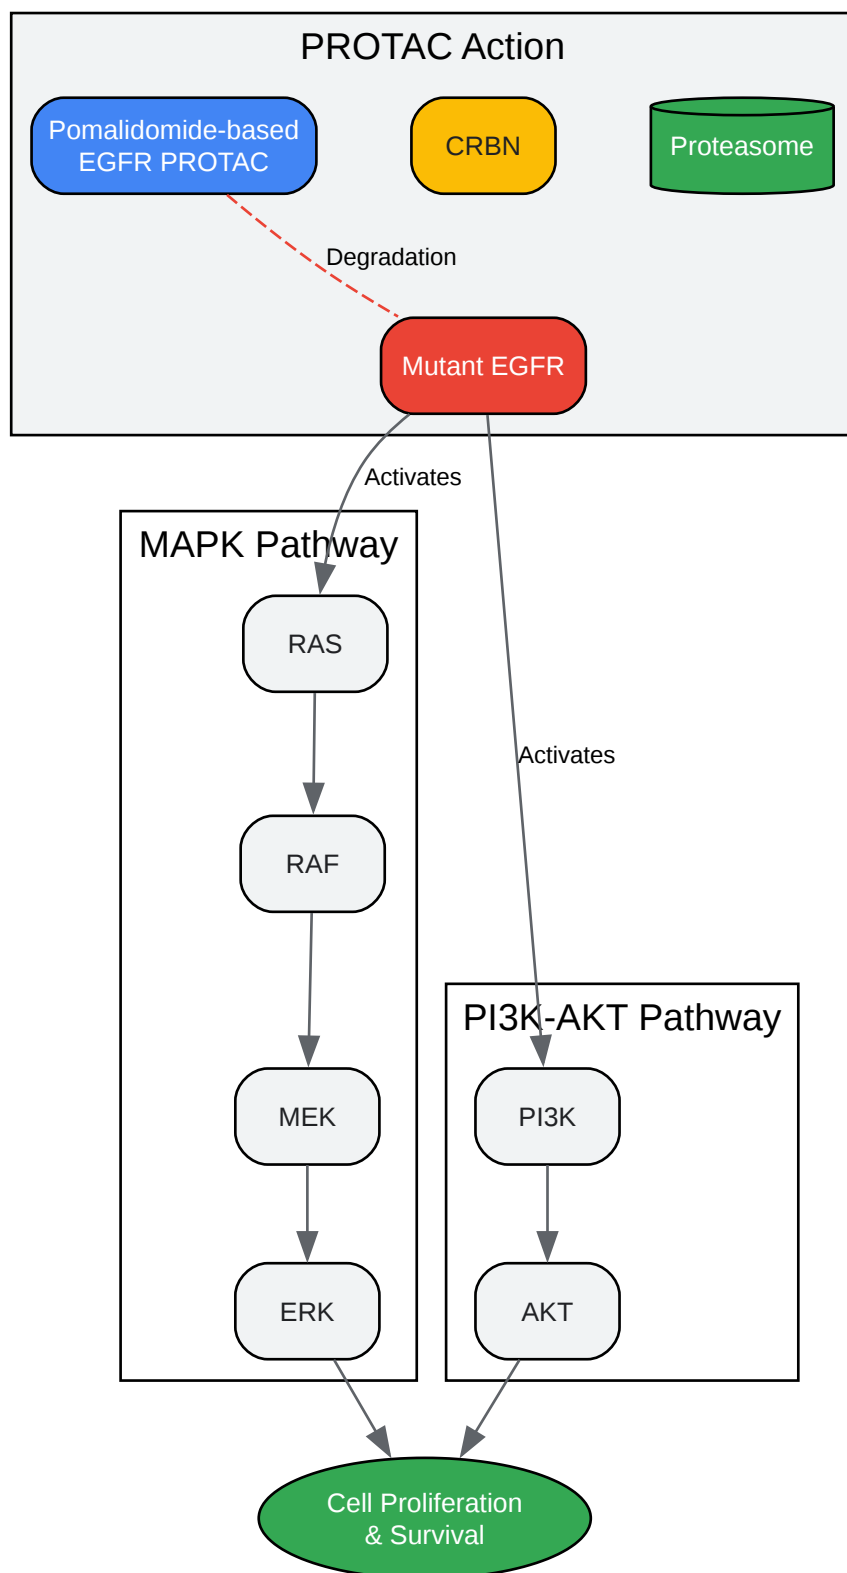 PROTAC Action
Pomalidomide-based
EGFR PROTAC
CRBN
Proteasome
Degradation
Mutant EGFR
Activates
MAPK Pathway
RAS
Activates
RAF
PI3K-AKT Pathway
MEK
PI3K
ERK
AKT
Cell Proliferation
& Survival